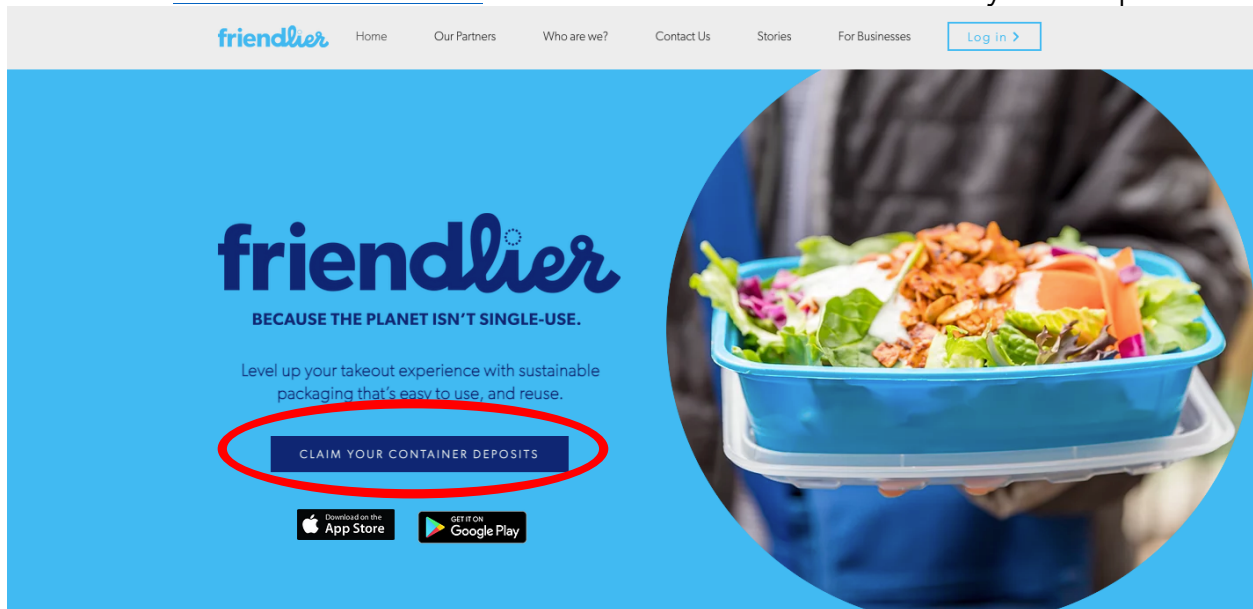 friendlier Home Our Partners Who are we? Contact Us Stories For Businesses Log in >
friendlier
BECAUSE THE PLANET ISN'T SINGLE-USE.
Level up your takeout experience with sustainable
packaging that's easy to use, and reuse.
CLAIM YOUR CONTAINER DEPOSITS
Download on the
App Store
GET IT ON
Google Play